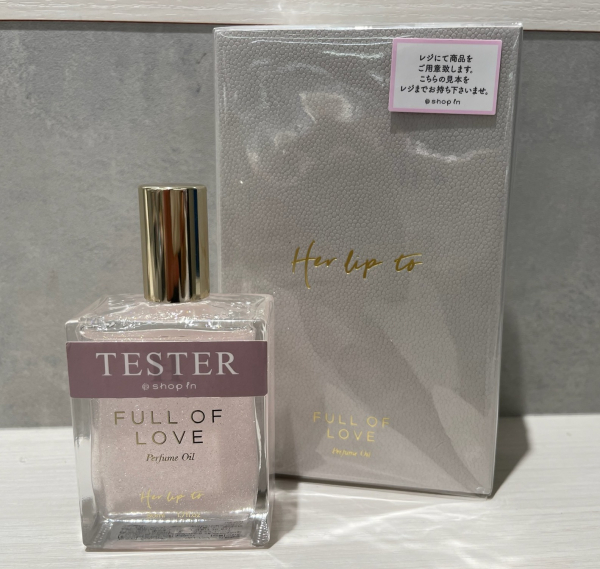 レジにて商品を
ご用意致します。
こちらの見本を
レジまでお持ち下さいませ。
@shop fn
Her lip to
FULL OF
LOVE
Perfume Oil
TESTER
@shop fn
FULL OF
LOVE
Perfume Oil
Her lip to